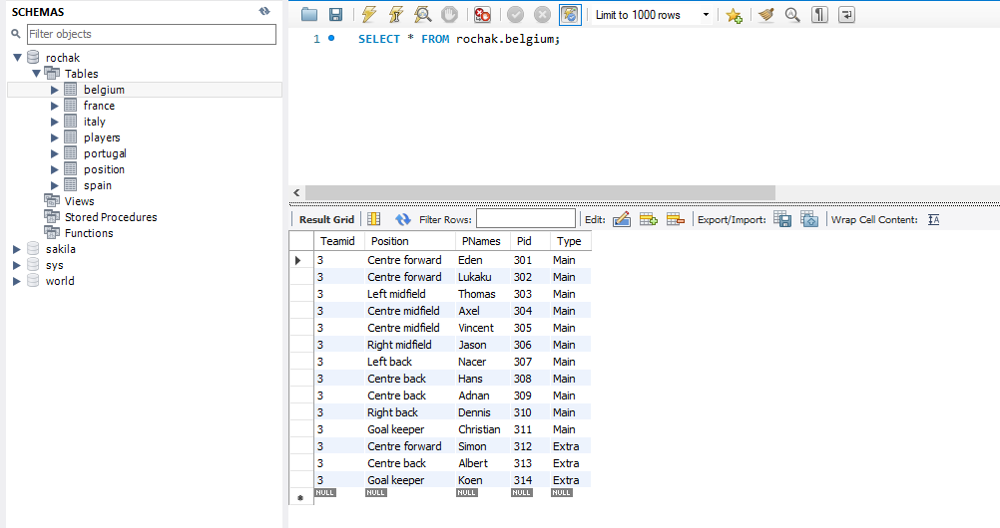 SCHEMAS
Filter objects
rochak
Tables
belgium
france
italy
players
portugal
position
spain
Views
Stored Procedures
Functions
sakila
sys
world
Limit to 1000 rows
1 SELECT * FROM rochak.belgium;
Result Grid Filter Rows: Edit: Export/Import: Wrap Cell Content:
Teamid Position PNames Pid Type
3 Centre forward Eden 301 Main
3 Centre forward Lukaku 302 Main
3 Left midfield Thomas 303 Main
3 Centre midfield Axel 304 Main
3 Centre midfield Vincent 305 Main
3 Right midfield Jason 306 Main
3 Left back Nacer 307 Main
3 Centre back Hans 308 Main
3 Centre back Adnan 309 Main
3 Right back Dennis 310 Main
3 Goal keeper Christian 311 Main
3 Centre forward Simon 312 Extra
3 Centre back Albert 313 Extra
3 Goal keeper Koen 314 Extra
NULL NULL NULL NULL NULL